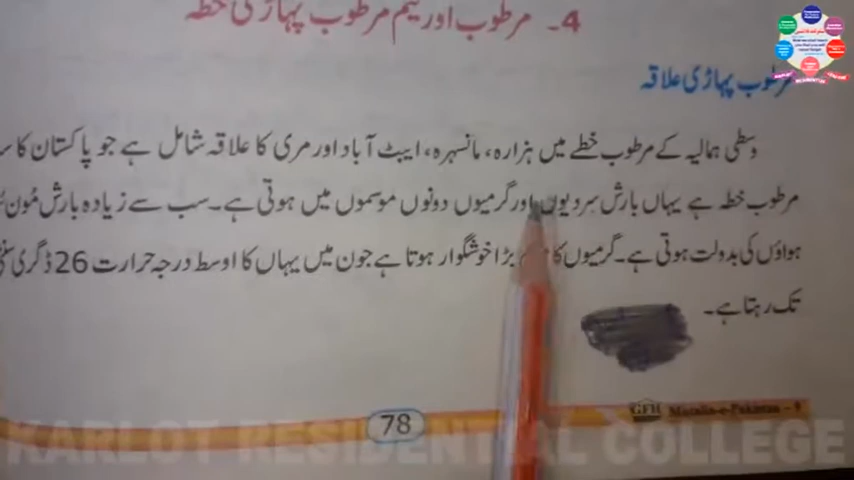 4۔ مرطوب اور نیم مرطوب پہاڑی خطہ
مرطوب پہاڑی علاقہ
وسطی ہمالیہ کے مرطوب خطے میں ہزارہ، مانسہرہ، ایبٹ آباد اور مری کا علاقہ شامل ہے جو پاکستان کا
مرطوب خطہ ہے یہاں بارش سردیوں اور گرمیوں دونوں موسموں میں ہوتی ہے۔ سب سے زیادہ بارش مُون
ہواؤں کی بدولت ہوتی ہے۔ گرمیوں کا بڑا خوشگوار ہوتا ہے جون میں یہاں کا اوسط درجہ حرارت 26 ڈگری
تک رہتا ہے۔
78
GFH Mutalia-e-Pakistan - 9
KARLOT RESIDENTIAL COLLEGE